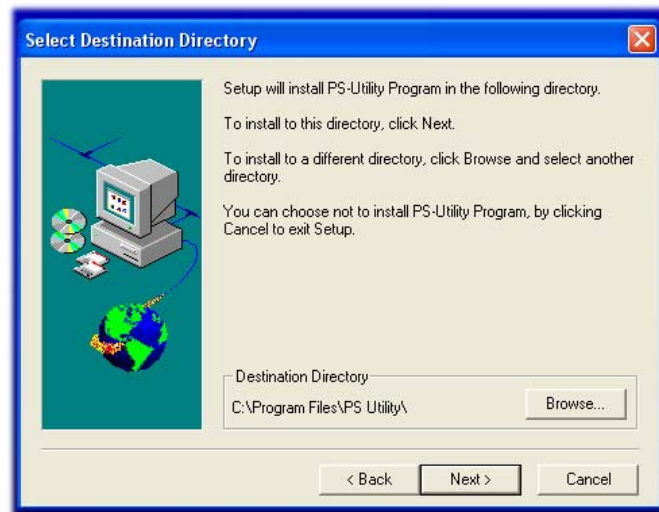 Select Destination Directory
Setup will install PS-Utility Program in the following directory.
To install to this directory, click Next.
To install to a different directory, click Browse and select another
directory.
You can choose not to install PS-Utility Program, by clicking
Cancel to exit Setup.
Destination Directory
C:\Program Files\PS Utility\
Browse...
< Back
Next >
Cancel